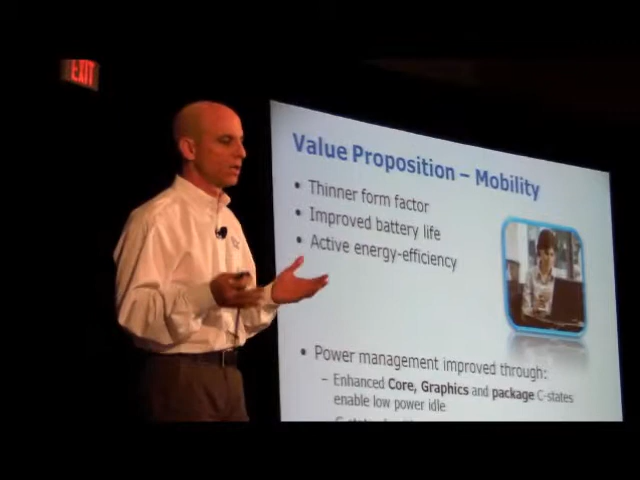 EXIT
Value Proposition – Mobility
• Thinner form factor
• Improved battery life
• Active energy-efficiency
• Power management improved through:
– Enhanced Core, Graphics and package C-states
enable low power idle